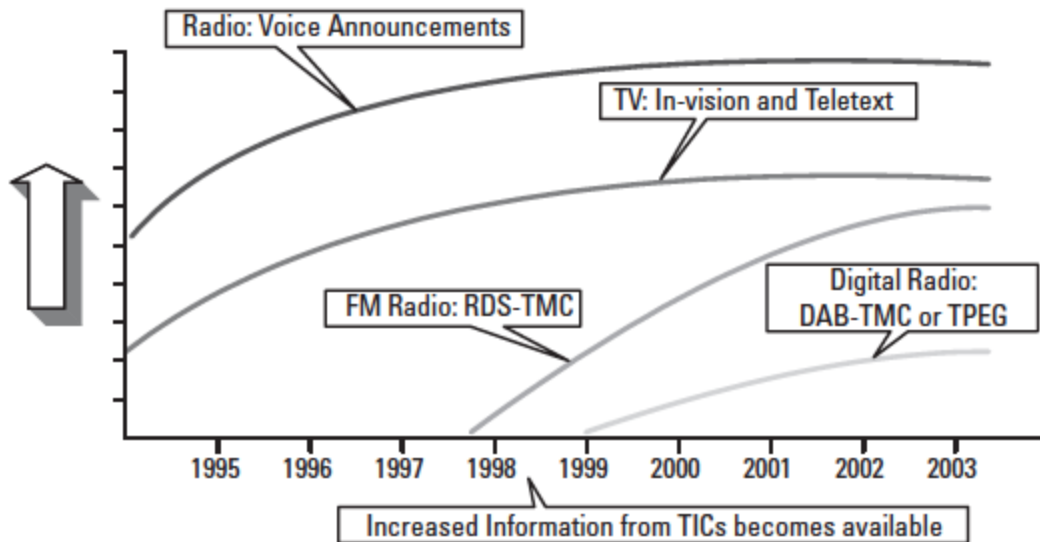 Radio: Voice Announcements
TV: In-vision and Teletext
FM Radio: RDS-TMC
Digital Radio:
DAB-TMC or TPEG
1995 1996 1997 1998 1999 2000 2001 2002 2003
Increased Information from TICs becomes available